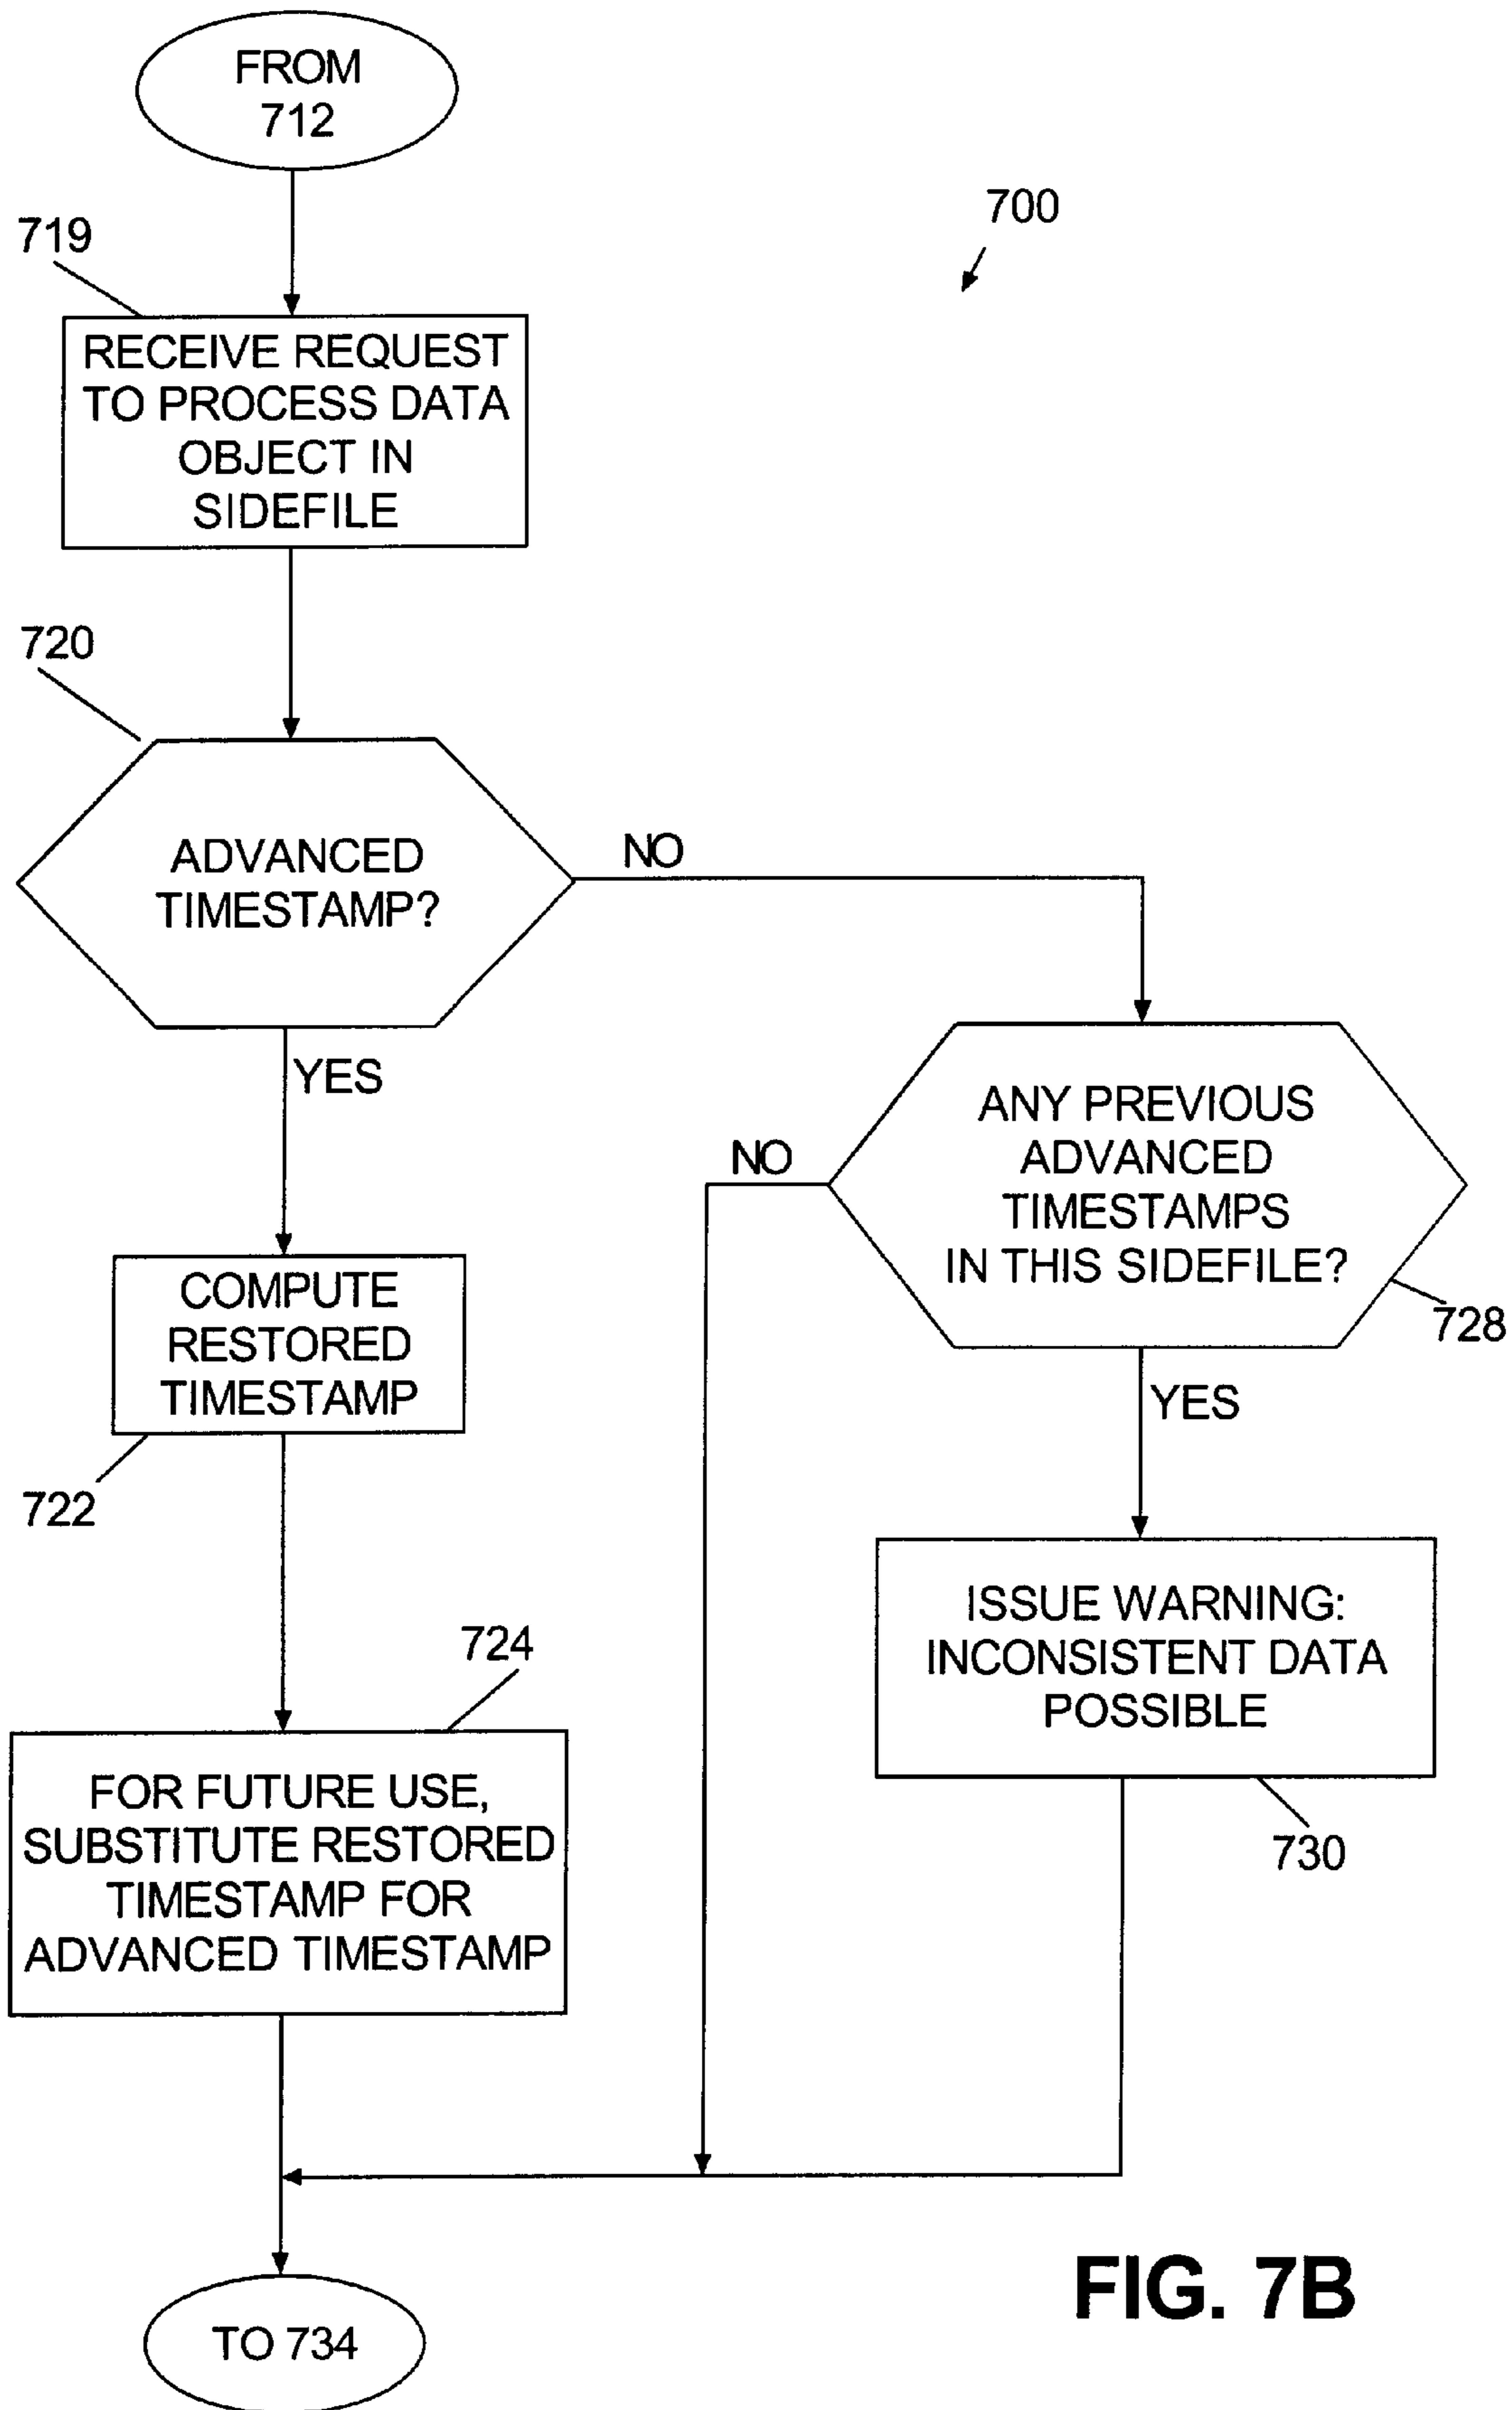 FROM
712
700
719
RECEIVE REQUEST
TO PROCESS DATA
OBJECT IN
SIDEFILE
720
ADVANCED
TIMESTAMP?
NO
YES
ANY PREVIOUS
ADVANCED
TIMESTAMPS
IN THIS SIDEFILE?
NO
728
YES
COMPUTE
RESTORED
TIMESTAMP
722
ISSUE WARNING:
INCONSISTENT DATA
POSSIBLE
730
724
FOR FUTURE USE,
SUBSTITUTE RESTORED
TIMESTAMP FOR
ADVANCED TIMESTAMP
TO 734
FIG. 7B